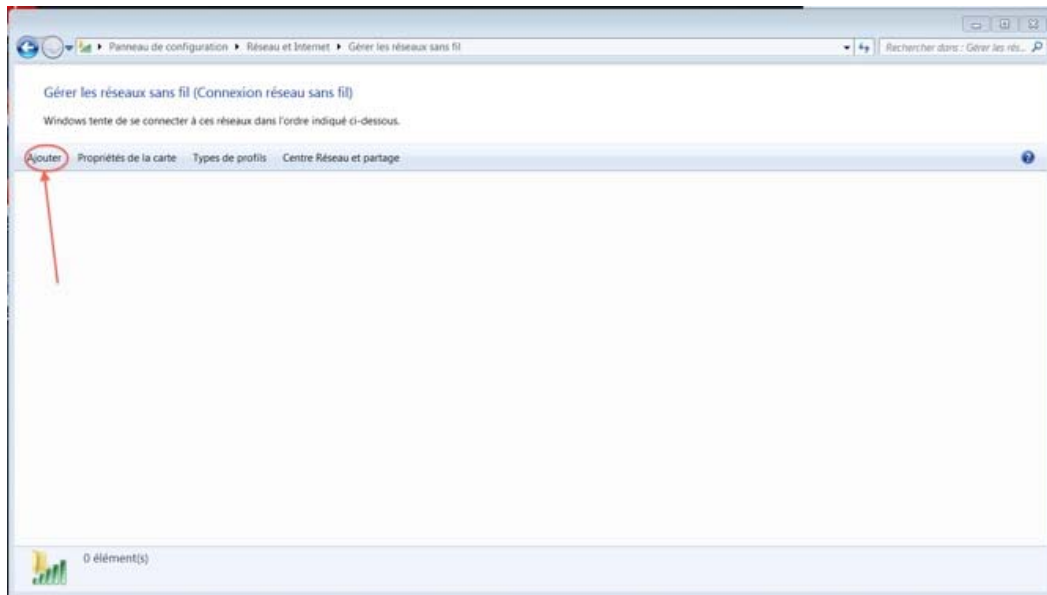 Panneau de configuration Réseau et Internet Gérer les réseaux sans fil Rechercher dans : Gérer les rés...
Gérer les réseaux sans fil (Connexion réseau sans fil)
Windows tente de se connecter à ces réseaux dans l'ordre indiqué ci-dessous.
Ajouter Propriétés de la carte Types de profils Centre Réseau et partage
0 élément(s)